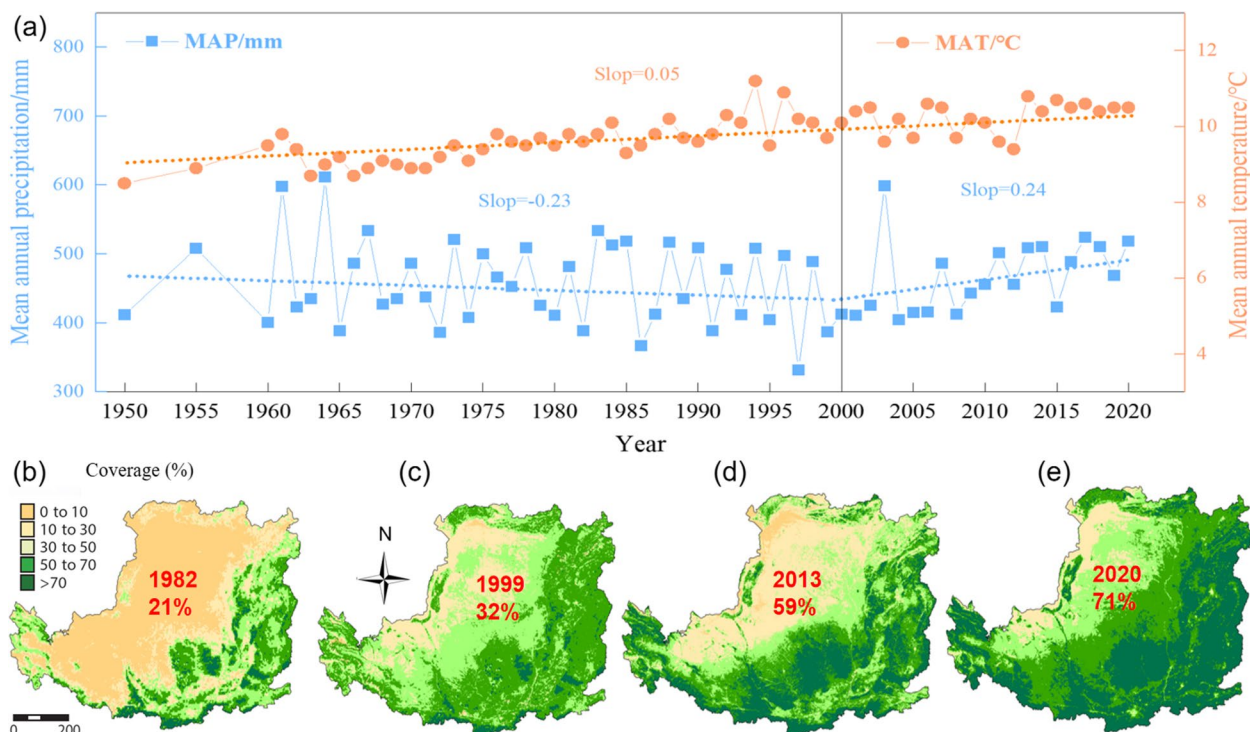 (a)
MAP/mm
MAT/°C
Mean annual precipitation/mm
800
700
600
500
400
300
Slop=0.05
Slop=-0.23
Slop=0.24
12
10
8
6
4
Mean annual temperature/°C
1950 1955 1960 1965 1970 1975 1980 1985 1990 1995 2000 2005 2010 2015 2020
Year
(b)
Coverage (%)
0 to 10
10 to 30
30 to 50
50 to 70
>70
1982
21%
0
200
(c)
N
1999
32%
(d)
2013
59%
(e)
2020
71%